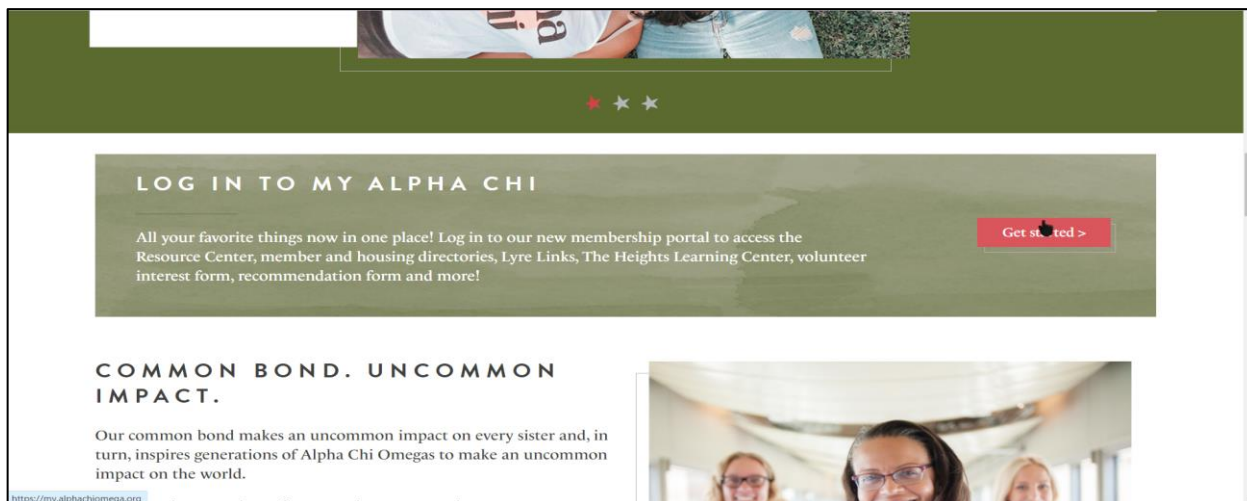 LOG IN TO MY ALPHA CHI
All your favorite things now in one place! Log in to our new membership portal to access the
Resource Center, member and housing directories, Lyre Links, The Heights Learning Center, volunteer
interest form, recommendation form and more!
Get started >
COMMON BOND. UNCOMMON
IMPACT.
Our common bond makes an uncommon impact on every sister and, in
turn, inspires generations of Alpha Chi Omegas to make an uncommon
impact on the world.
https://my.alphachiomega.org